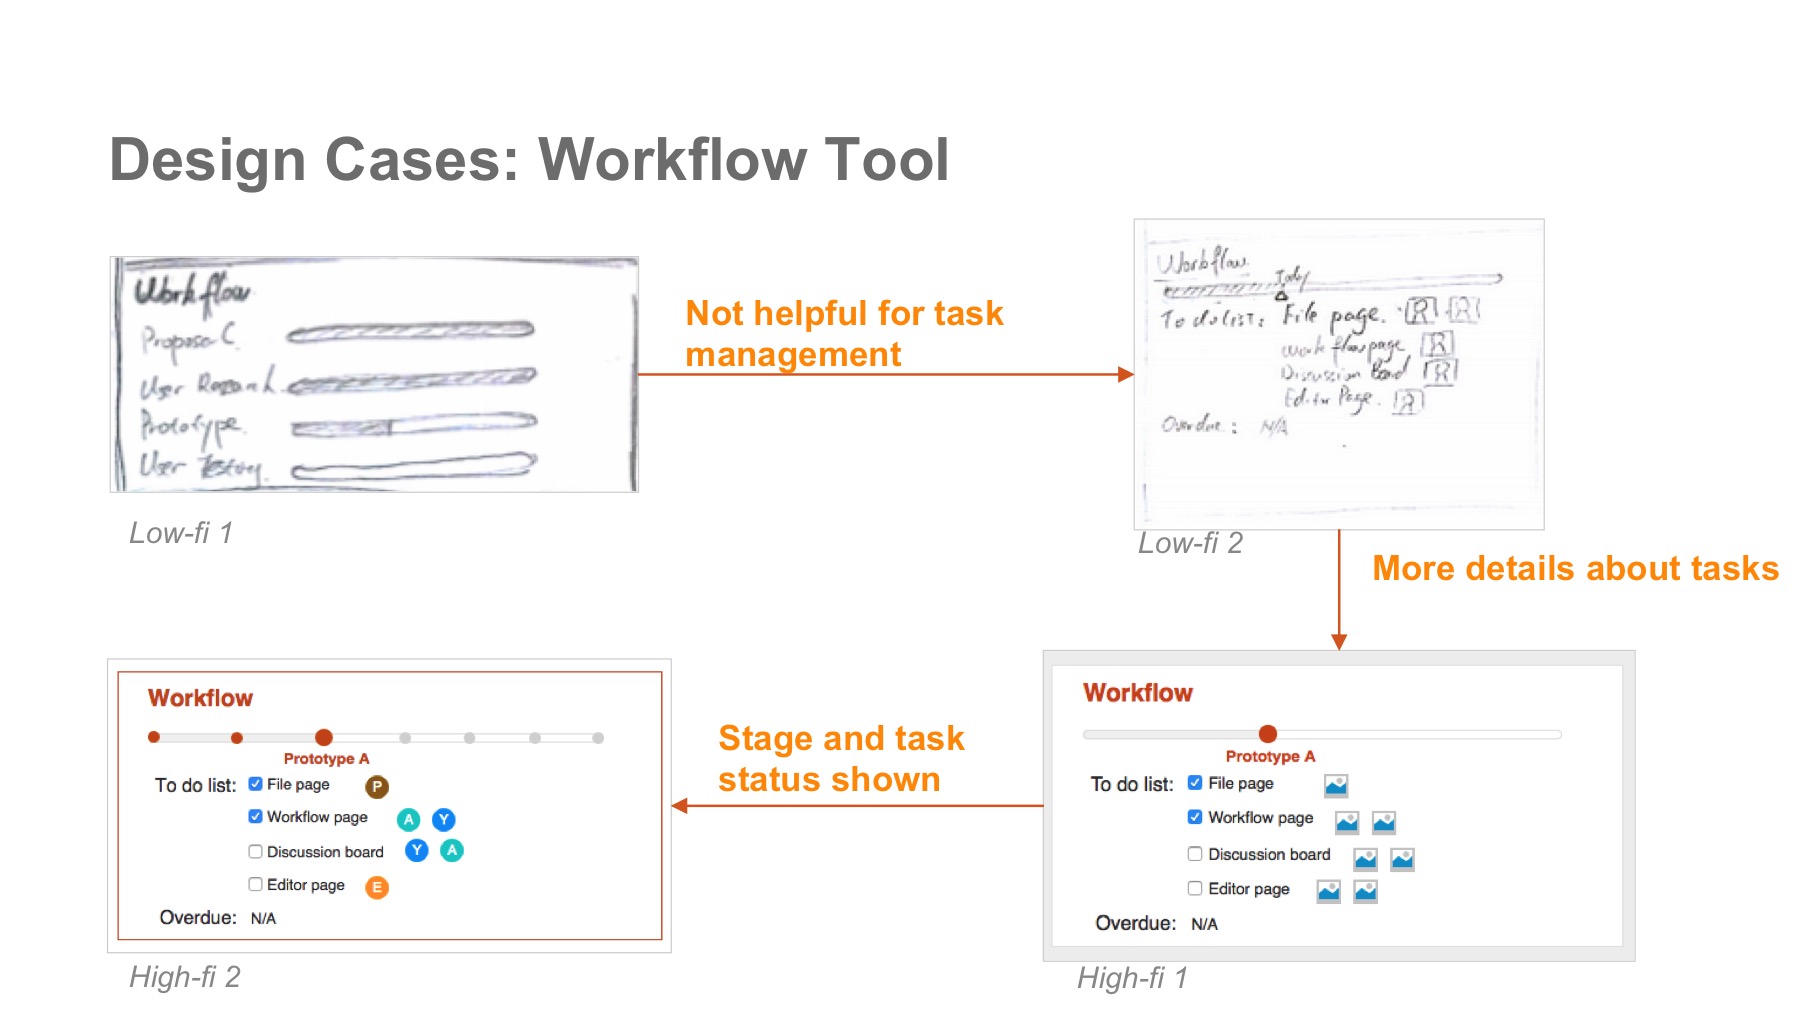 Design Cases: Workflow Tool
Workflow
Proposal
User Research
Prototype
User Testing
Low-fi 1
Not helpful for task
management
Workflow
Today
To do list: File page.
Workflow page
Discussion Board
Editor Page.
Overdue: N/A
Low-fi 2
More details about tasks
Workflow
Prototype A
To do list: File page
Workflow page
Discussion board
Editor page
Overdue: N/A
High-fi 1
Stage and task
status shown
Workflow
Prototype A
To do list: File page P
Workflow page A Y
Discussion board Y A
Editor page E
Overdue: N/A
High-fi 2